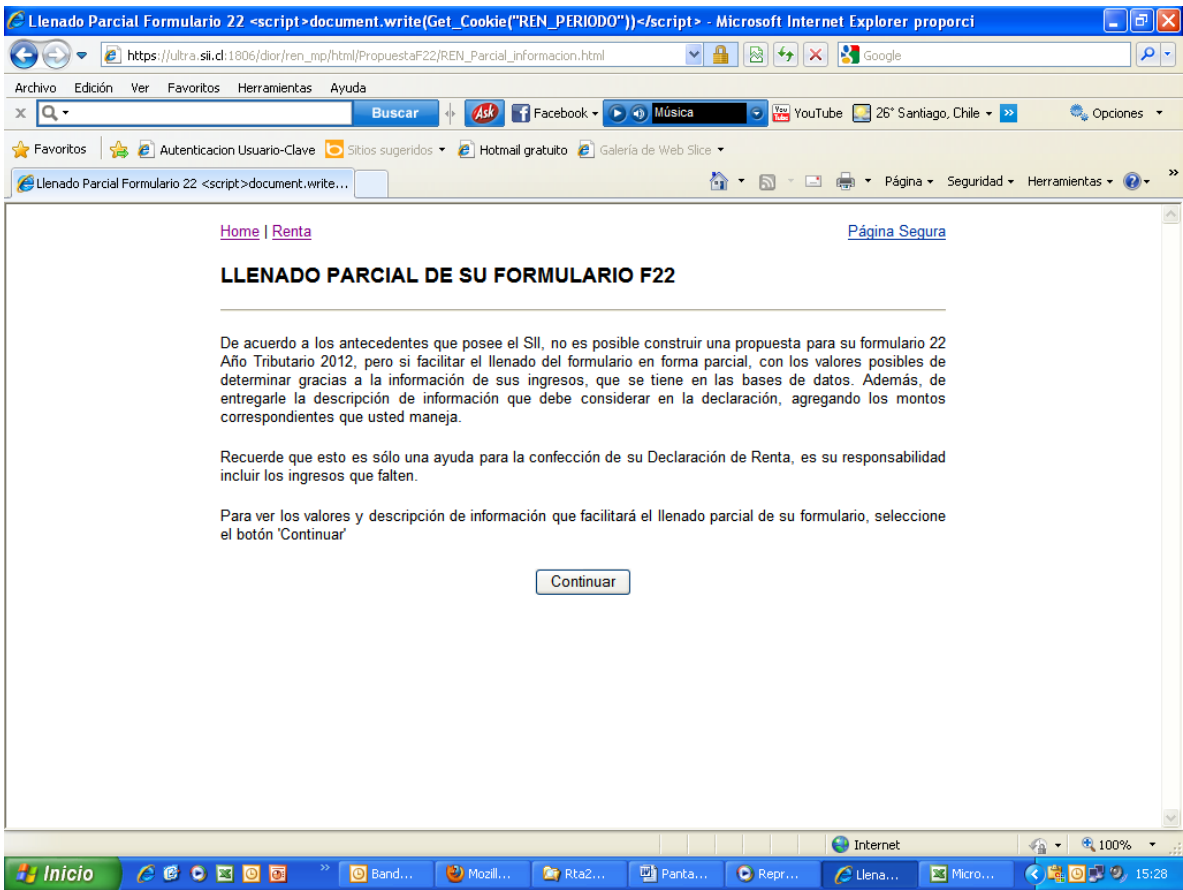 Llenado Parcial Formulario 22 <script>document.write(Get_Cookie("REN_PERIODO"))</script> - Microsoft Internet Explorer proporci
https://ultra.sii.cl:1806/dior/ren_mp/html/PropuestaF22/REN_Parcial_informacion.html
Google
Archivo Edición Ver Favoritos Herramientas Ayuda
x Buscar Ask Facebook Música YouTube 26° Santiago, Chile » Opciones
Favoritos Autenticacion Usuario-Clave Sitios sugeridos Hotmail gratuito Galería de Web Slice
Llenado Parcial Formulario 22 <script>document.write... Página Seguridad Herramientas »
Home | Renta Página Segura
LLENADO PARCIAL DE SU FORMULARIO F22
De acuerdo a los antecedentes que posee el SII, no es posible construir una propuesta para su formulario 22
Año Tributario 2012, pero si facilitar el llenado del formulario en forma parcial, con los valores posibles de
determinar gracias a la información de sus ingresos, que se tiene en las bases de datos. Además, de
entregarle la descripción de información que debe considerar en la declaración, agregando los montos
correspondientes que usted maneja.
Recuerde que esto es sólo una ayuda para la confección de su Declaración de Renta, es su responsabilidad
incluir los ingresos que falten.
Para ver los valores y descripción de información que facilitará el llenado parcial de su formulario, seleccione
el botón 'Continuar'
Continuar
Internet 100%
Inicio » Band... Mozill... Rta2... Panta... Repr... Llena... Micro... 15:28